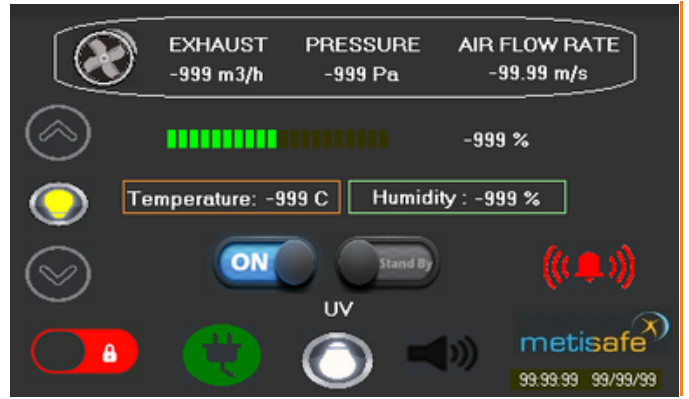 EXHAUST PRESSURE AIR FLOW RATE
-999 m3/h -999 Pa -99.99 m/s
-999 %
Temperature: -999 C Humidity : -999 %
ON Stand By
UV
metisafe
99:99:99 99/99/99